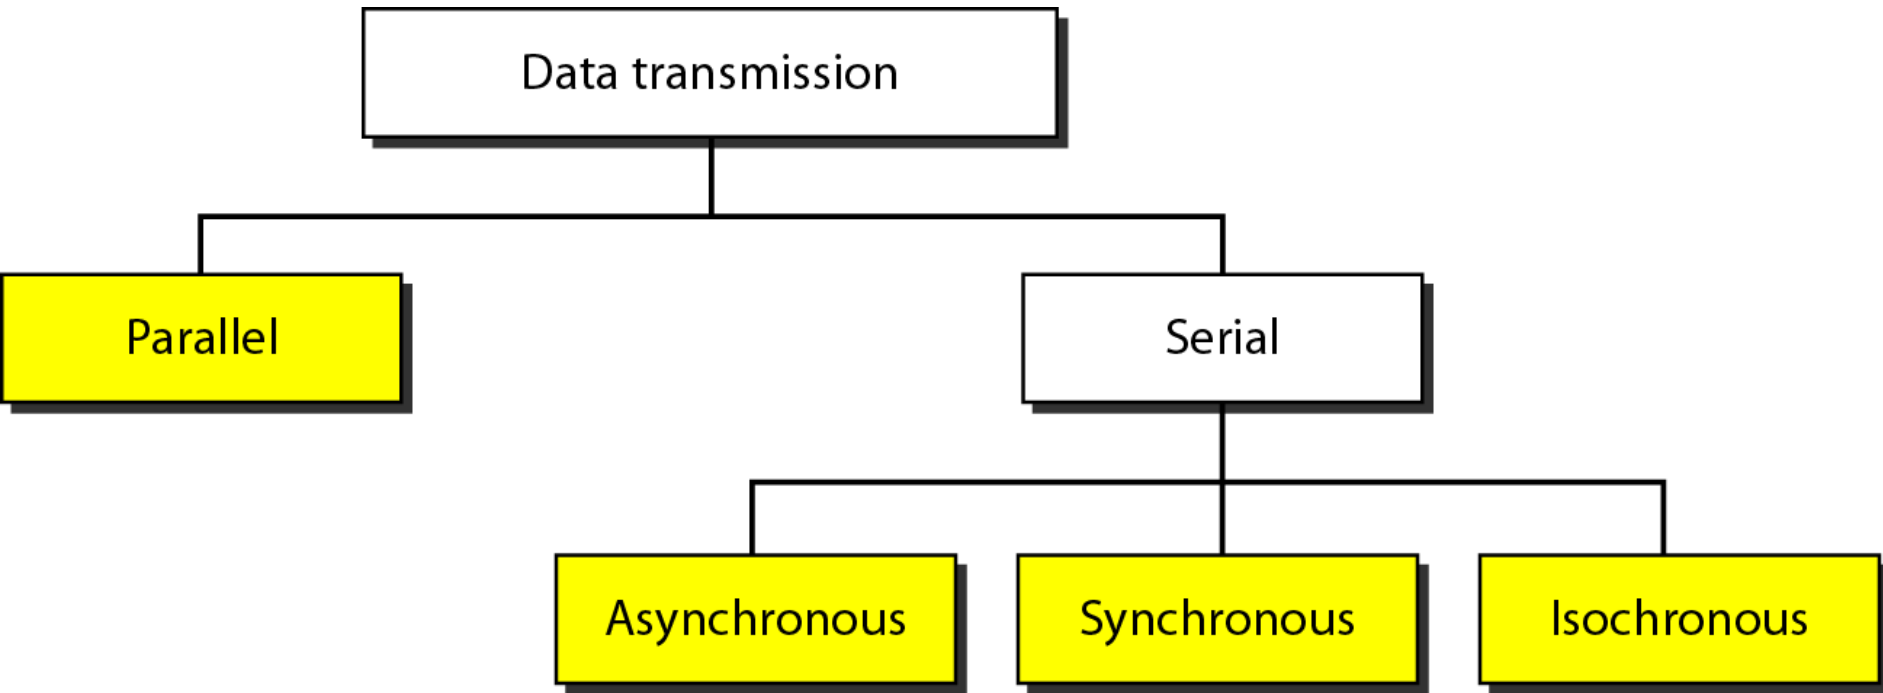 Data transmission
Parallel
Serial
Asynchronous
Synchronous
Isochronous